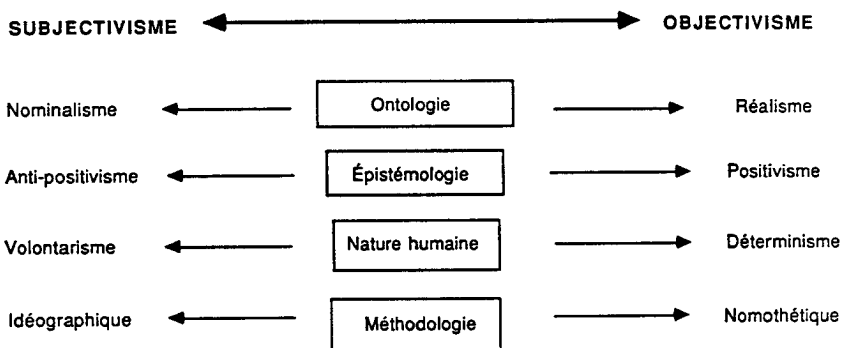 SUBJECTIVISME OBJECTIVISME
Nominalisme Ontologie Réalisme
Anti-positivisme Épistémologie Positivisme
Volontarisme Nature humaine Déterminisme
Idéographique Méthodologie Nomothétique